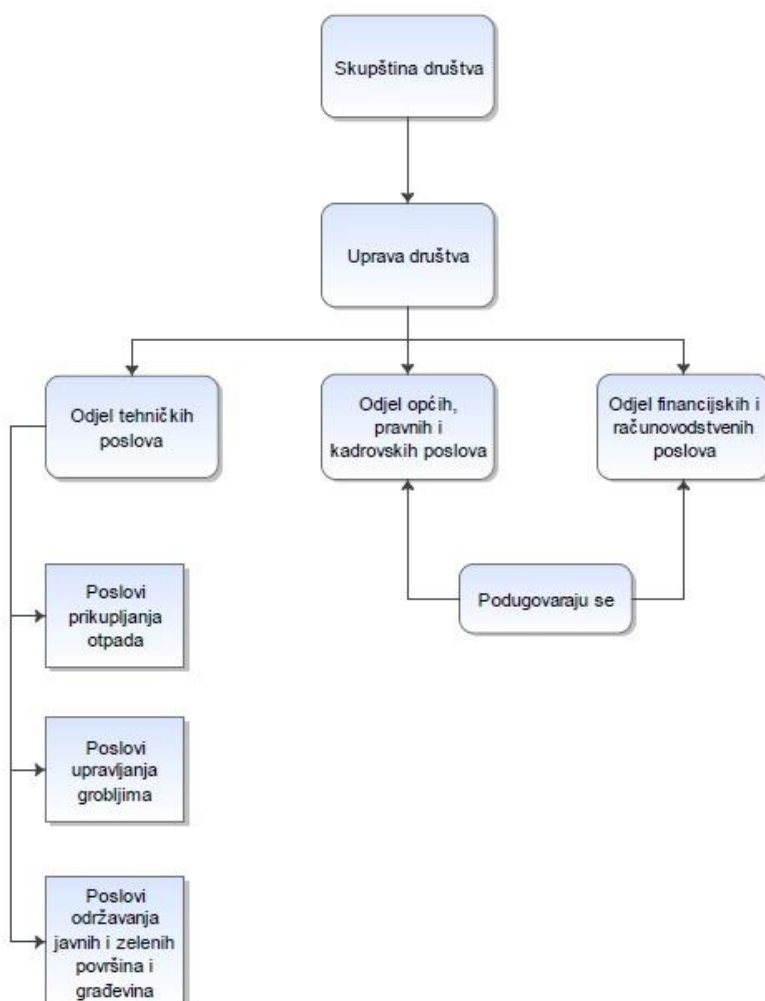 Skupština društva
Uprava društva
Odjel tehničkih
poslova
Odjel općih,
pravnih i
kadrovskih poslova
Odjel financijskih i
računovodstvenih
poslova
Podugovaraju se
Poslovi
prikupljanja
otpada
Poslovi
upravljanja
grobljima
Poslovi
održavanja
javnih i zelenih
površina i
građevina